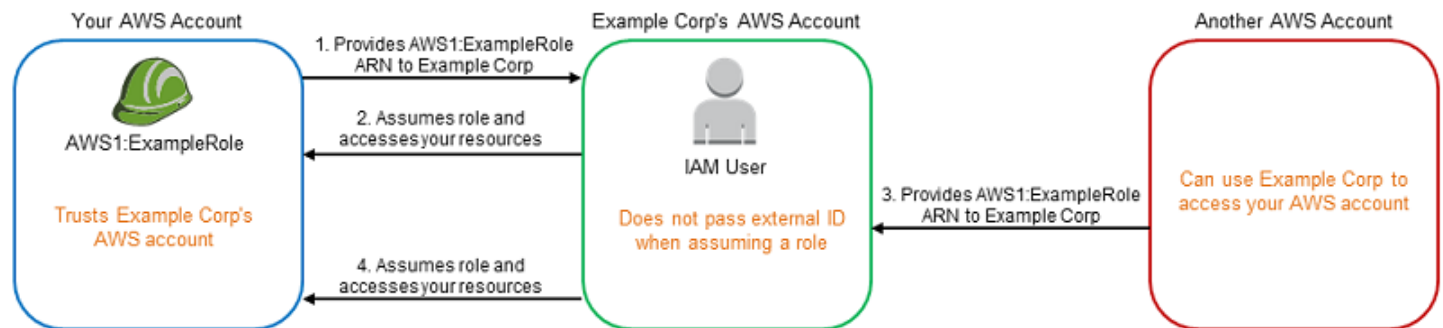 Your AWS Account
Example Corp's AWS Account
Another AWS Account
1. Provides AWS1:ExampleRole
ARN to Example Corp
AWS1:ExampleRole
2. Assumes role and
accesses your resources
IAM User
Trusts Example Corp's
AWS account
Does not pass external ID
when assuming a role
3. Provides AWS1:ExampleRole
ARN to Example Corp
Can use Example Corp to
access your AWS account
4. Assumes role and
accesses your resources